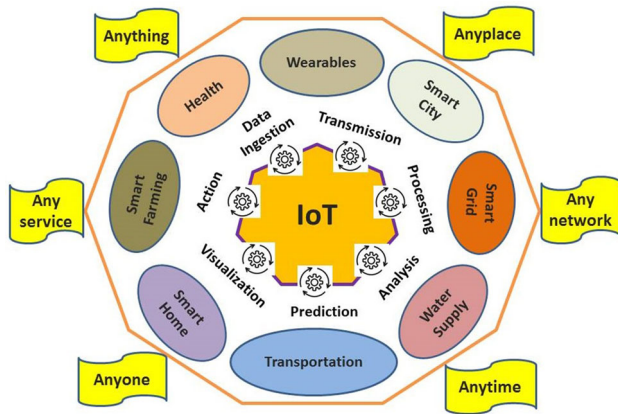 Anything
Anyplace
Wearables
Health
Smart
City
Data
Ingestion
Transmission
Smart
Farming
Action
IoT
Processing
Smart
Grid
Any
service
Any
network
Visualization
Analysis
Prediction
Smart
Home
Water
Supply
Transportation
Anyone
Anytime